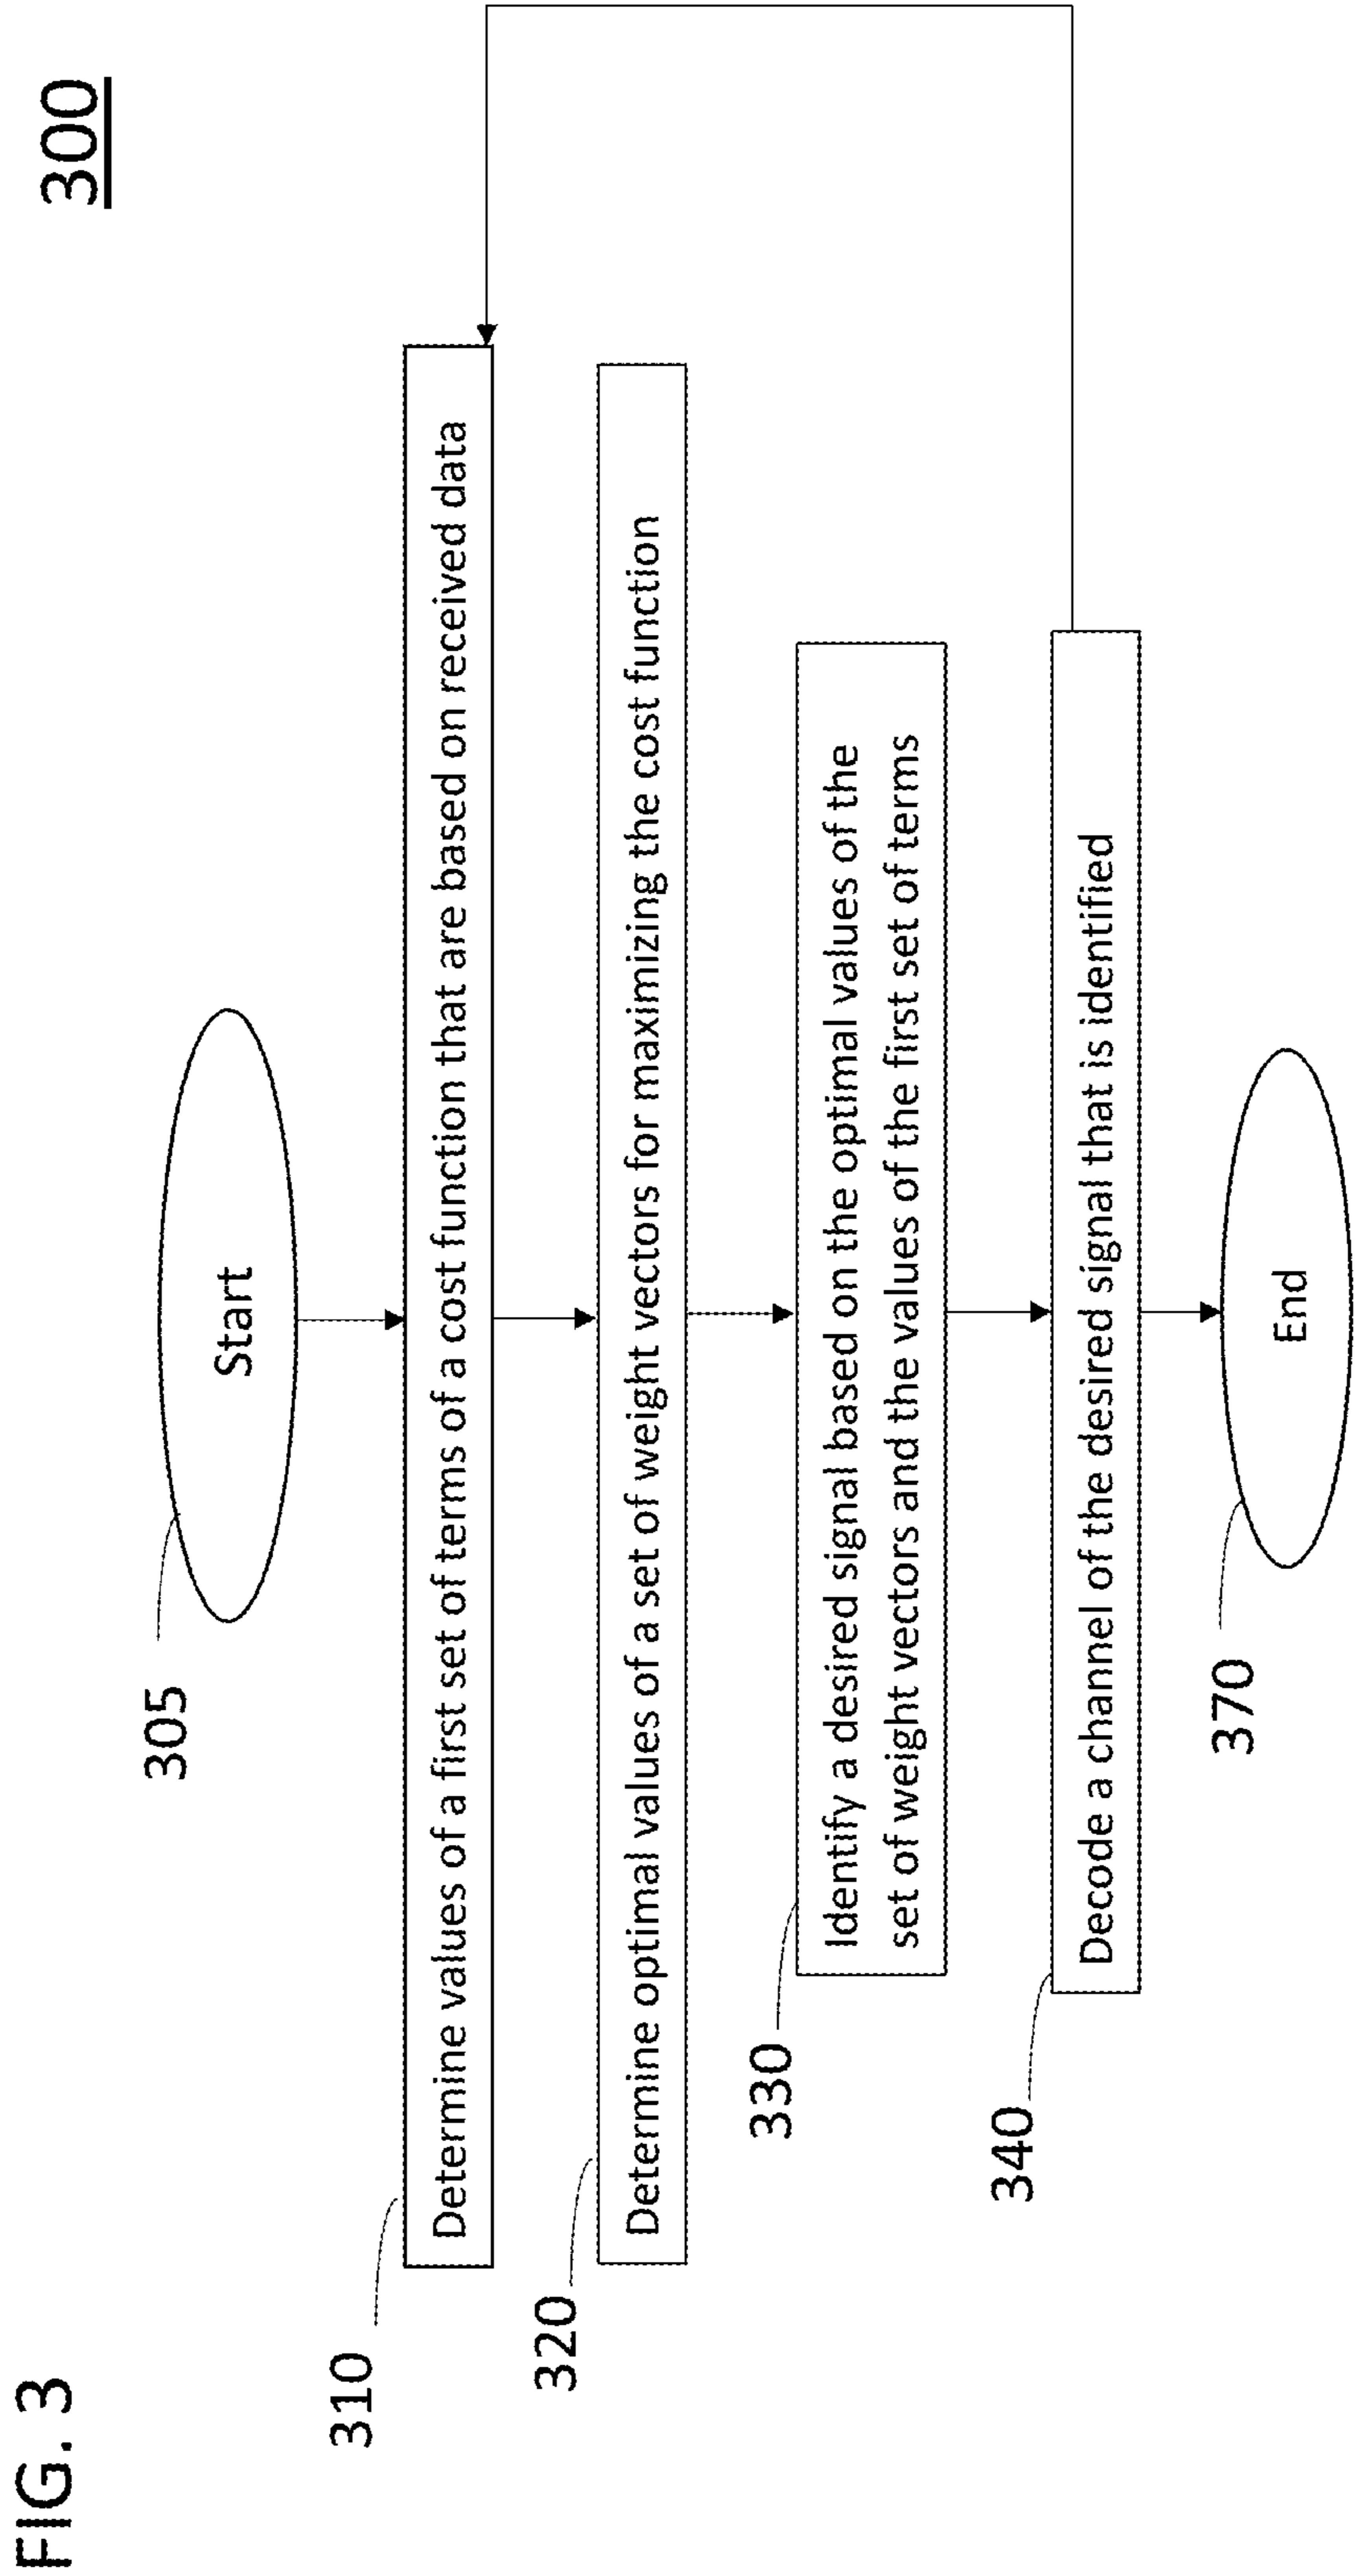 FIG. 3
300
305
Start
310
Determine values of a first set of terms of a cost function that are based on received data
320
Determine optimal values of a set of weight vectors for maximizing the cost function
330
Identify a desired signal based on the optimal values of the
set of weight vectors and the values of the first set of terms
340
Decode a channel of the desired signal that is identified
370
End